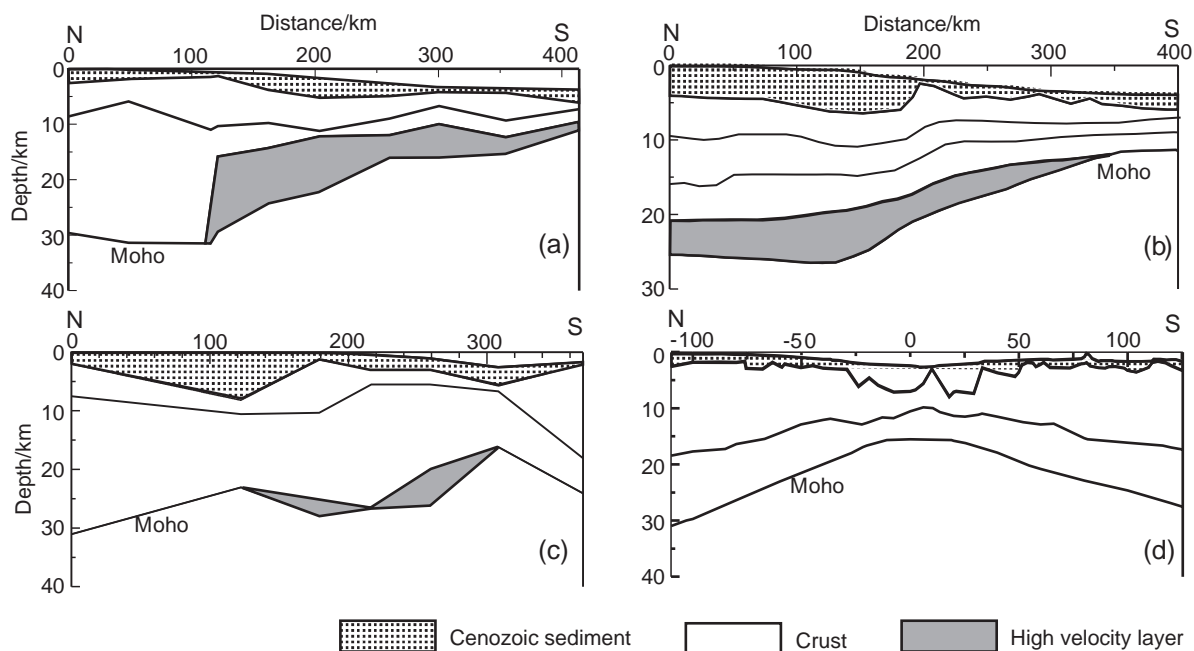 Distance/km
N S
0 100 200 300 400
0
10
20
30
40
Depth/km
Moho
(a)
Distance/km
N S
0 100 200 300 400
0
10
20
30
Moho
(b)
N S
0 100 200 300
0
10
20
30
40
Depth/km
Moho
(c)
N S
-100 -50 0 50 100
0
10
20
30
40
Moho
(d)
Cenozoic sediment Crust High velocity layer